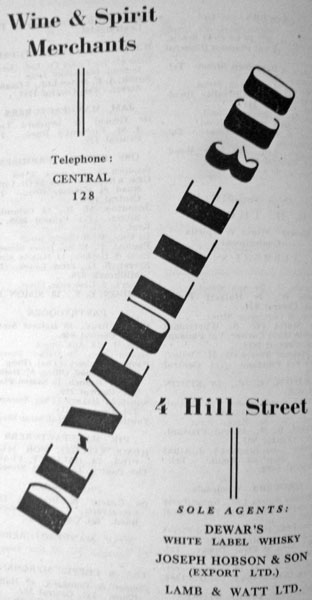 Wine & Spirit
Merchants
Telephone :
CENTRAL
128
DE-VEULLE & CO
4 Hill Street
SOLE AGENTS:
DEWAR'S
WHITE LABEL WHISKY
JOSEPH HOBSON & SON
(EXPORT LTD.)
LAMB & WATT LTD.